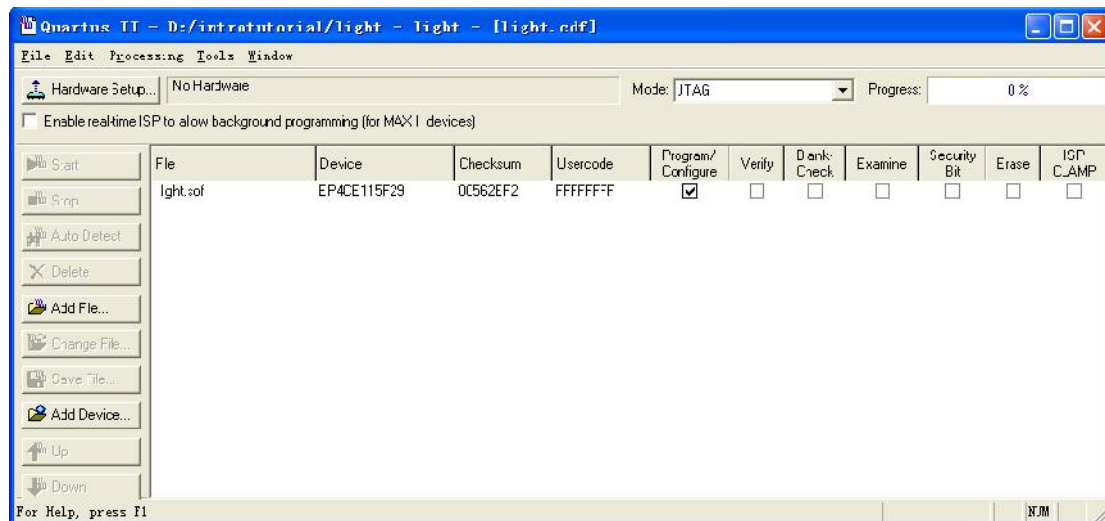 Quartus II - D:/introtutorial/light - light - [light.cdf]
File Edit Processing Tools Window
Hardware Setup... No Hardware Mode: JTAG Progress: 0 %
Enable real-time ISP to allow background programming (for MAX II devices)
File Device Checksum Usercode Program/ Configure Verify Blank-Check Examine Security Bit Erase ISP CLAMP
light.sof EP4CE115F29 00562EF2 FFFFFFFF
Start
Stop
Auto Detect
Delete
Add File...
Change File...
Save File...
Add Device...
Up
Down
For Help, press F1 NUM